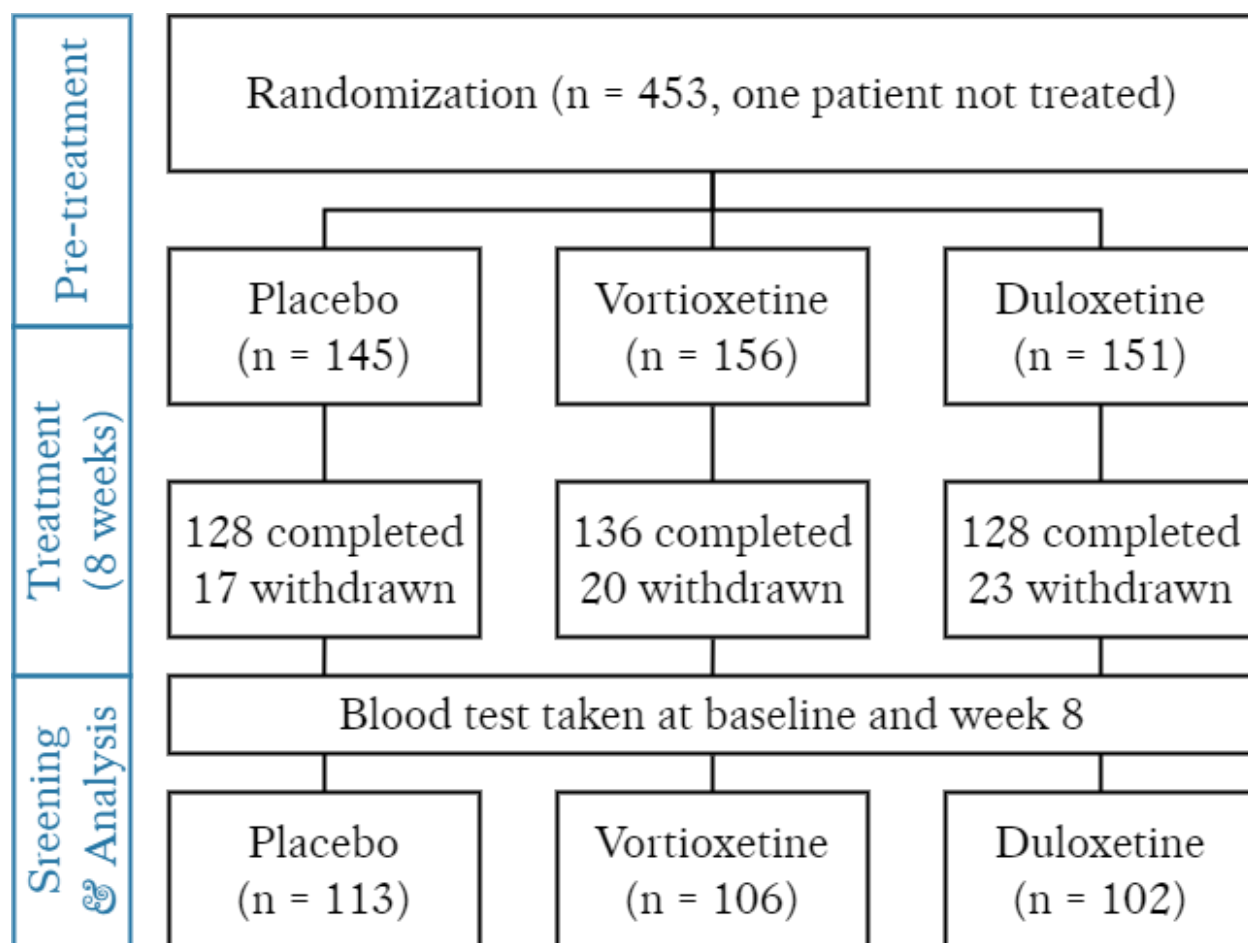 Pre-treatment
Randomization (n = 453, one patient not treated)
Placebo
(n = 145)
Vortioxetine
(n = 156)
Duloxetine
(n = 151)
Treatment
(8 weeks)
128 completed
17 withdrawn
136 completed
20 withdrawn
128 completed
23 withdrawn
Sreening
& Analysis
Blood test taken at baseline and week 8
Placebo
(n = 113)
Vortioxetine
(n = 106)
Duloxetine
(n = 102)